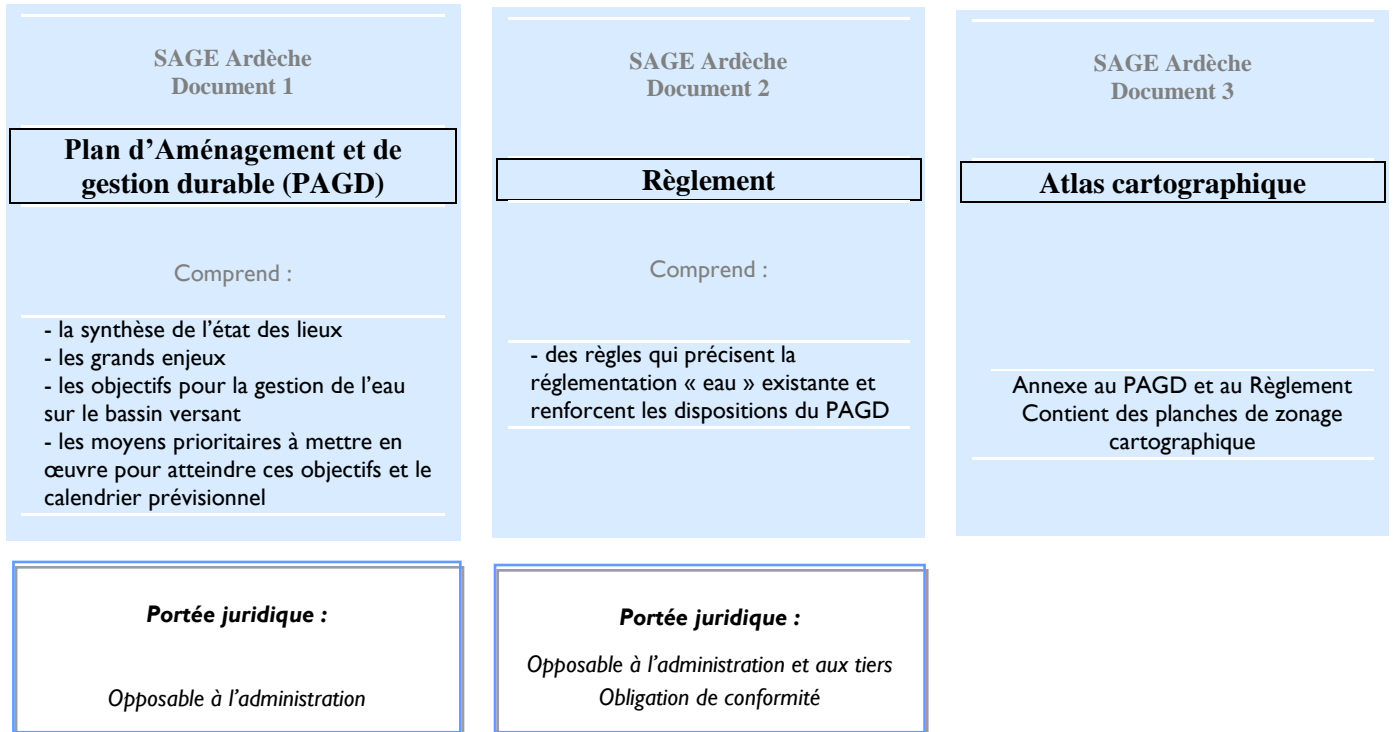 SAGE Ardèche
Document 1
Plan d’Aménagement et de
gestion durable (PAGD)
Comprend :
- la synthèse de l’état des lieux
- les grands enjeux
- les objectifs pour la gestion de l’eau
sur le bassin versant
- les moyens prioritaires à mettre en
œuvre pour atteindre ces objectifs et le
calendrier prévisionnel
Portée juridique :
Opposable à l’administration
SAGE Ardèche
Document 2
Règlement
Comprend :
- des règles qui précisent la
réglementation « eau » existante et
renforcent les dispositions du PAGD
Portée juridique :
Opposable à l’administration et aux tiers
Obligation de conformité
SAGE Ardèche
Document 3
Atlas cartographique
Annexe au PAGD et au Règlement
Contient des planches de zonage
cartographique